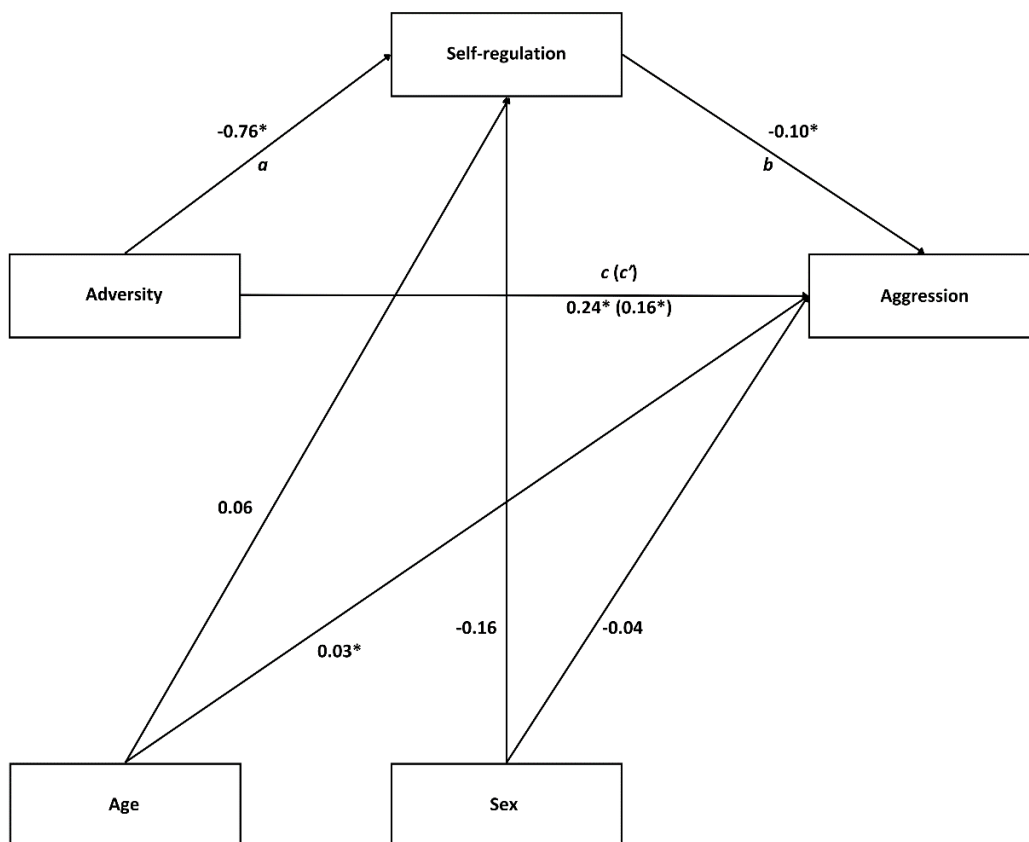 Self-regulation
-0.76*
-0.10*
a
b
c (c’)
Adversity
Aggression
0.24* (0.16*)
0.06
-0.16
-0.04
0.03*
Age
Sex